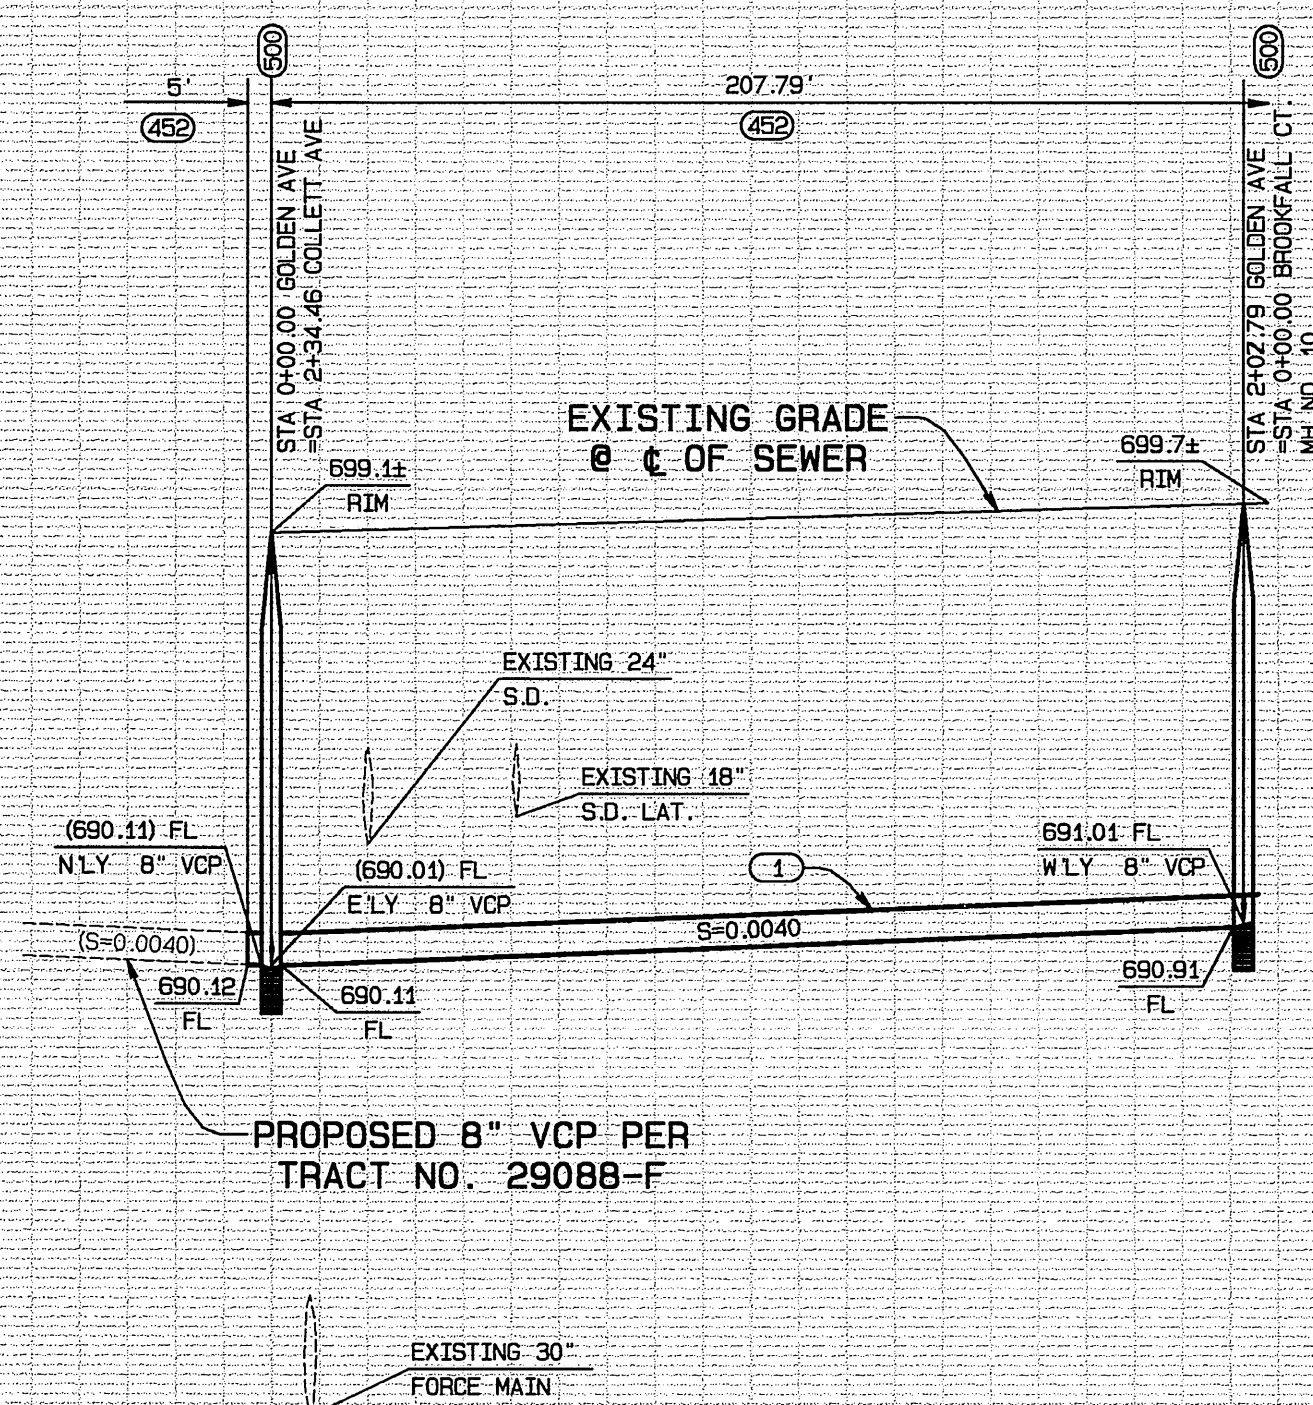 500
500
5'
207.79'
452
452
STA 0+00.00 GOLDEN AVE
=STA 2+34.46 COLLETT AVE
STA 2+02.79 GOLDEN AVE
=STA 0+00.00 BROOKFALL CT.
MH NO 10
EXISTING GRADE
@ ℄ OF SEWER
699.1±
RIM
699.7±
RIM
EXISTING 24"
S.D.
EXISTING 18"
S.D. LAT.
(690.11) FL
N'LY 8" VCP
(690.01) FL
E'LY 8" VCP
1
691.01 FL
W'LY 8" VCP
(S=0.0040)
S=0.0040
690.12
FL
690.11
FL
690.91
FL
PROPOSED 8" VCP PER
TRACT NO. 29088-F
EXISTING 30"
FORCE MAIN